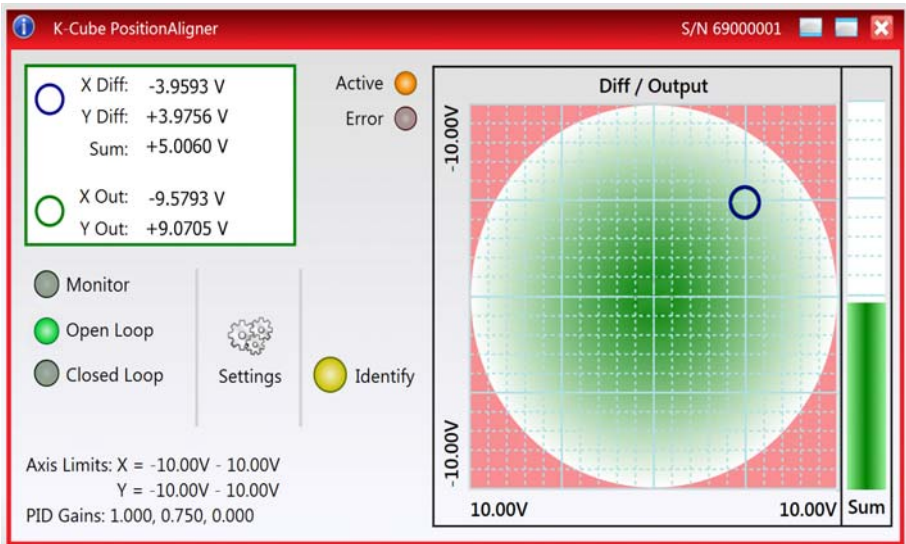 K-Cube PositionAligner
S/N 69000001
X Diff: -3.9593 V
Y Diff: +3.9756 V
Sum: +5.0060 V
X Out: -9.5793 V
Y Out: +9.0705 V
Active
Error
Monitor
Open Loop
Closed Loop
Settings
Identify
Axis Limits: X = -10.00V - 10.00V
Y = -10.00V - 10.00V
PID Gains: 1.000, 0.750, 0.000
Diff / Output
-10.00V
-10.00V
10.00V
10.00V
Sum